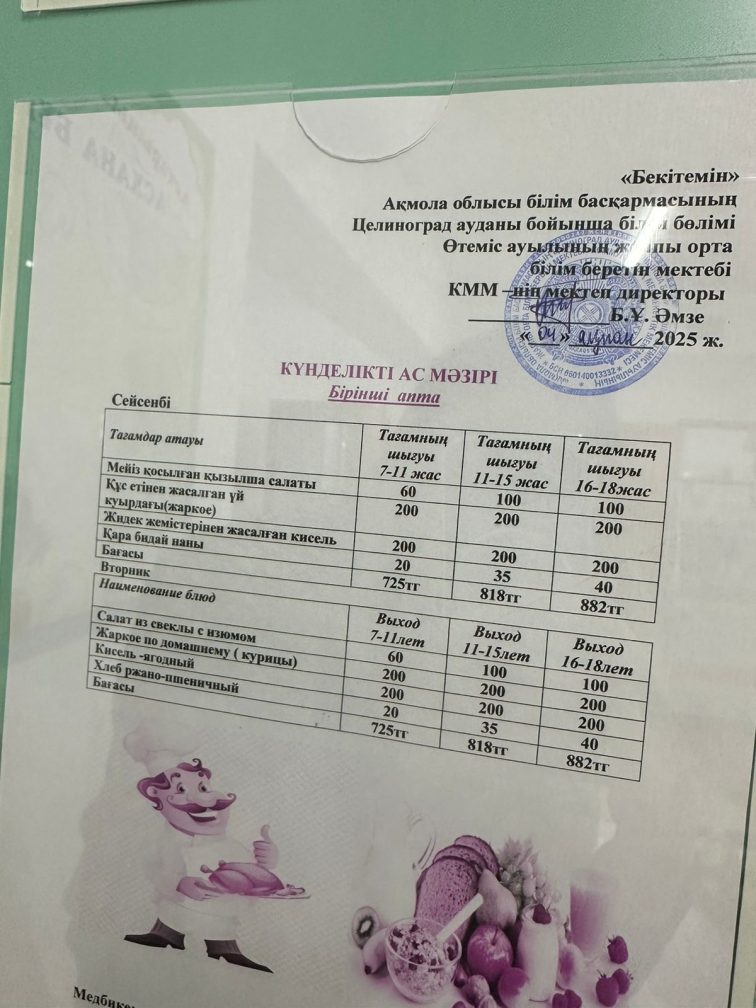 «Бекітемін»
Ақмола облысы білім басқармасының
Целиноград ауданы бойынша білім бөлімі
Өтеміс ауылының жалпы орта
білім беретін мектебі
КММ –нің мектеп директоры
Б.Ү. Әмзе
«04» ақпан 2025 ж.
КҮНДЕЛІКТІ АС МӘЗІРІ
Бірінші апта
Сейсенбі
Тағамдар атауы Тағамның шығуы 7-11 жас Тағамның шығуы 11-15 жас Тағамның шығуы 16-18жас
Мейіз қосылған қызылша салаты 60 100 100
Құс етінен жасалған үй қуырдағы(жаркое) 200 200 200
Жидек жемістерінен жасалған кисель 200 200 200
Қара бидай наны 20 35 40
Бағасы 725тг 818тг 882тг
Вторник
Наименование блюд Выход 7-11лет Выход 11-15лет Выход 16-18лет
Салат из свеклы с изюмом 60 100 100
Жаркое по домашнему ( курицы) 200 200 200
Кисель -ягодный 200 200 200
Хлеб ржано-пшеничный 20 35 40
Бағасы 725тг 818тг 882тг